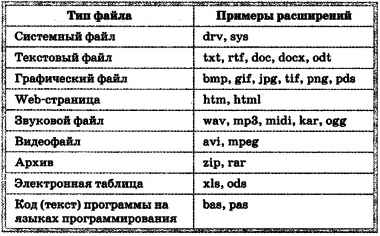 Тип файла Примеры расширений
Системный файл drv, sys
Текстовый файл txt, rtf, doc, docx, odt
Графический файл bmp, gif, jpg, tif, png, pds
Web-страница htm, html
Звуковой файл wav, mp3, midi, kar, ogg
Видеофайл avi, mpeg
Архив zip, rar
Электронная таблица xls, ods
Код (текст) программы на bas, pas
языках программирования